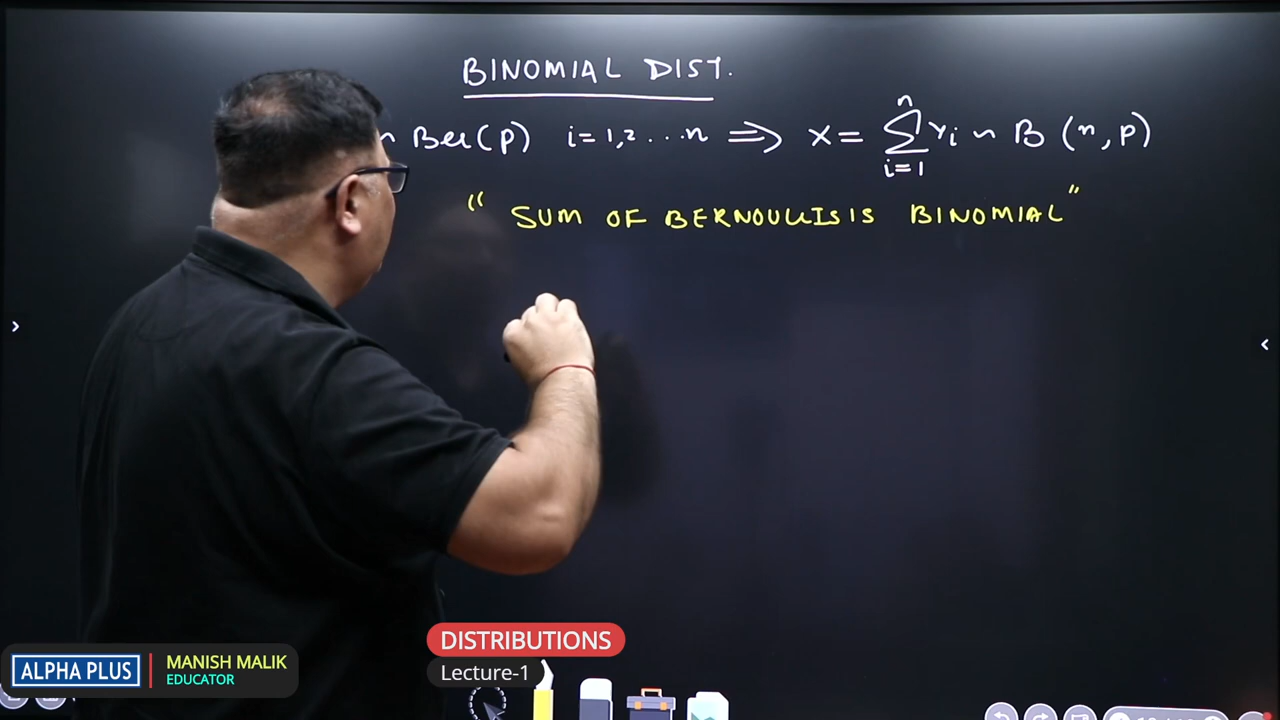 BINOMIAL DIST.
~ Ber(p) i=1,2...n ⇒ X = n∑i=1 Yi ~ B (n, p)
“ SUM OF BERNOULLIS IS BINOMIAL ”
DISTRIBUTIONS
Lecture-1
ALPHA PLUS
MANISH MALIK
EDUCATOR